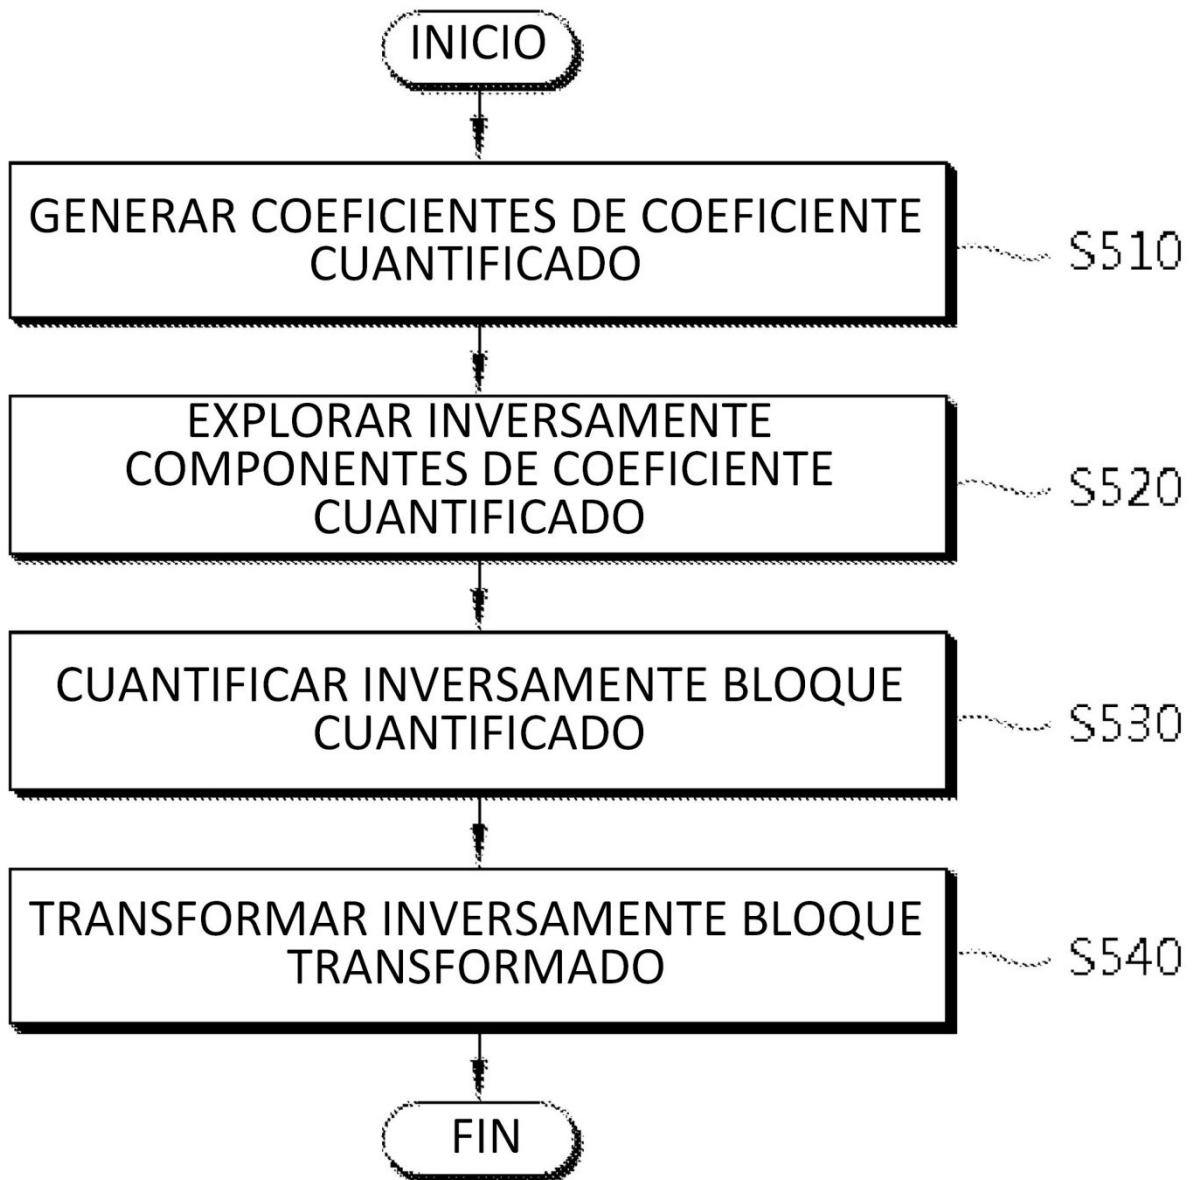 INICIO
GENERAR COEFICIENTES DE COEFICIENTE
CUANTIFICADO
S510
EXPLORAR INVERSAMENTE
COMPONENTES DE COEFICIENTE
CUANTIFICADO
S520
CUANTIFICAR INVERSAMENTE BLOQUE
CUANTIFICADO
S530
TRANSFORMAR INVERSAMENTE BLOQUE
TRANSFORMADO
S540
FIN